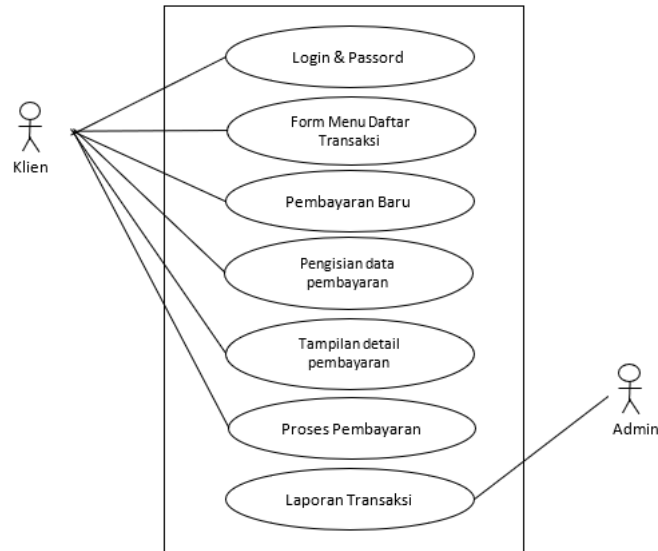 Login & Passord
Form Menu Daftar
Transaksi
Klien
Pembayaran Baru
Pengisian data
pembayaran
Tampilan detail
pembayaran
Proses Pembayaran
Admin
Laporan Transaksi